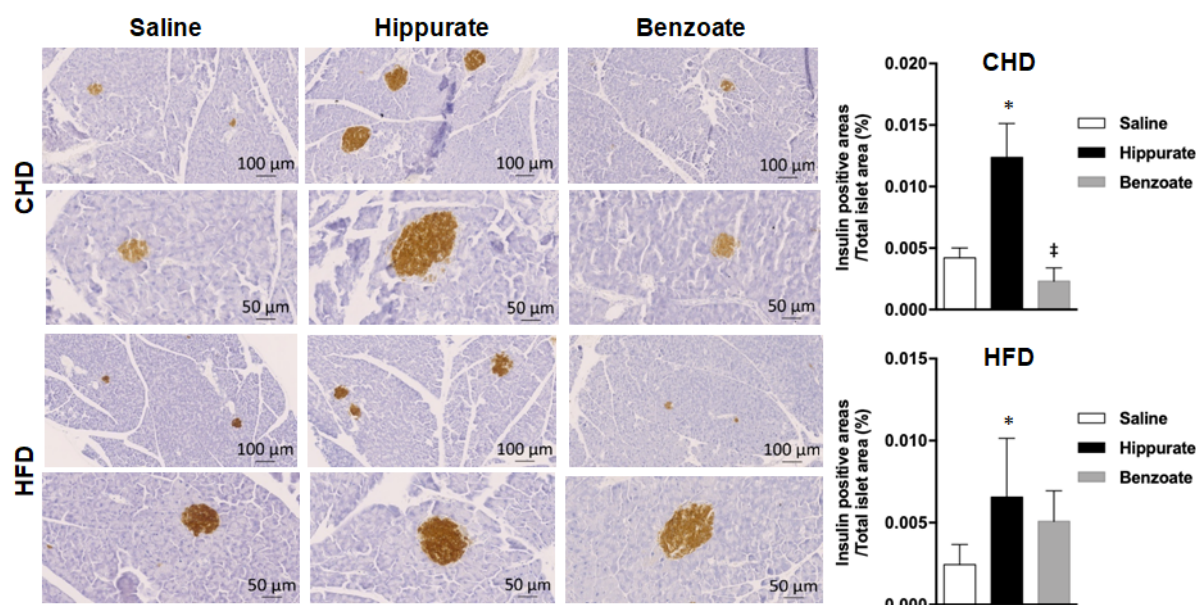 Saline Hippurate Benzoate
CHD
100 µm 100 µm 100 µm
50 µm 50 µm 50 µm
HFD
100 µm 100 µm 100 µm
50 µm 50 µm 50 µm
CHD
Insulin positive areas
/Total islet area (%)
0.020
0.015
0.010
0.005
0.000
*
‡
Saline
Hippurate
Benzoate
HFD
Insulin positive areas
/Total islet area (%)
0.015
0.010
0.005
0.000
*
Saline
Hippurate
Benzoate